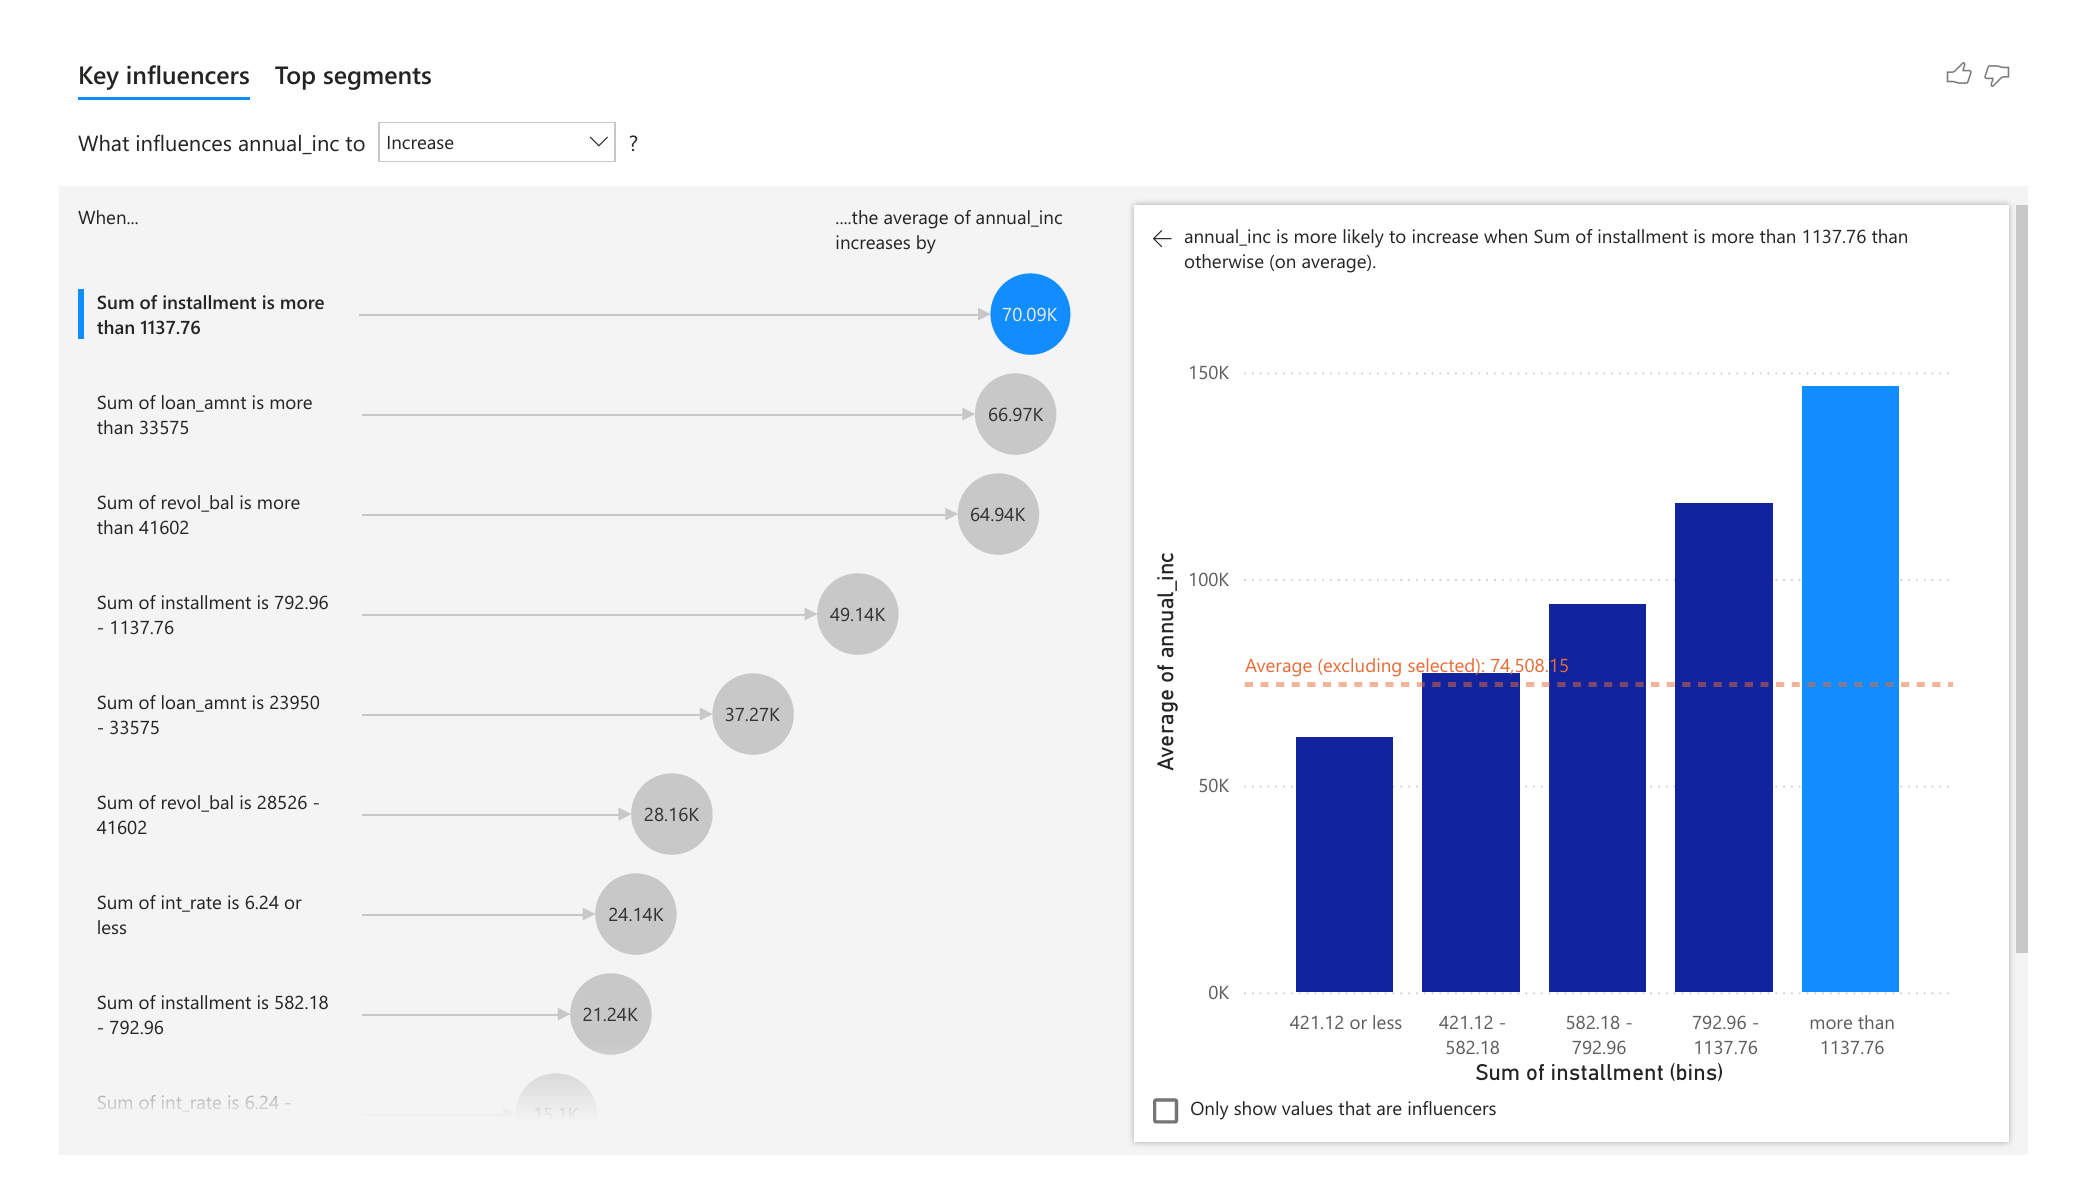 Key influencers Top segments
What influences annual_inc to Increase ?
When...
....the average of annual_inc
increases by
Sum of installment is more
than 1137.76
70.09K
Sum of loan_amnt is more
than 33575
66.97K
Sum of revol_bal is more
than 41602
64.94K
Sum of installment is 792.96
- 1137.76
49.14K
Sum of loan_amnt is 23950
- 33575
37.27K
Sum of revol_bal is 28526 -
41602
28.16K
Sum of int_rate is 6.24 or
less
24.14K
Sum of installment is 582.18
- 792.96
21.24K
Sum of int_rate is 6.24 -
15.1K
annual_inc is more likely to increase when Sum of installment is more than 1137.76 than
otherwise (on average).
Average of annual_inc
150K
100K
50K
0K
Average (excluding selected): 74,508.15
421.12 or less
421.12 -
582.18
582.18 -
792.96
792.96 -
1137.76
more than
1137.76
Sum of installment (bins)
Only show values that are influencers